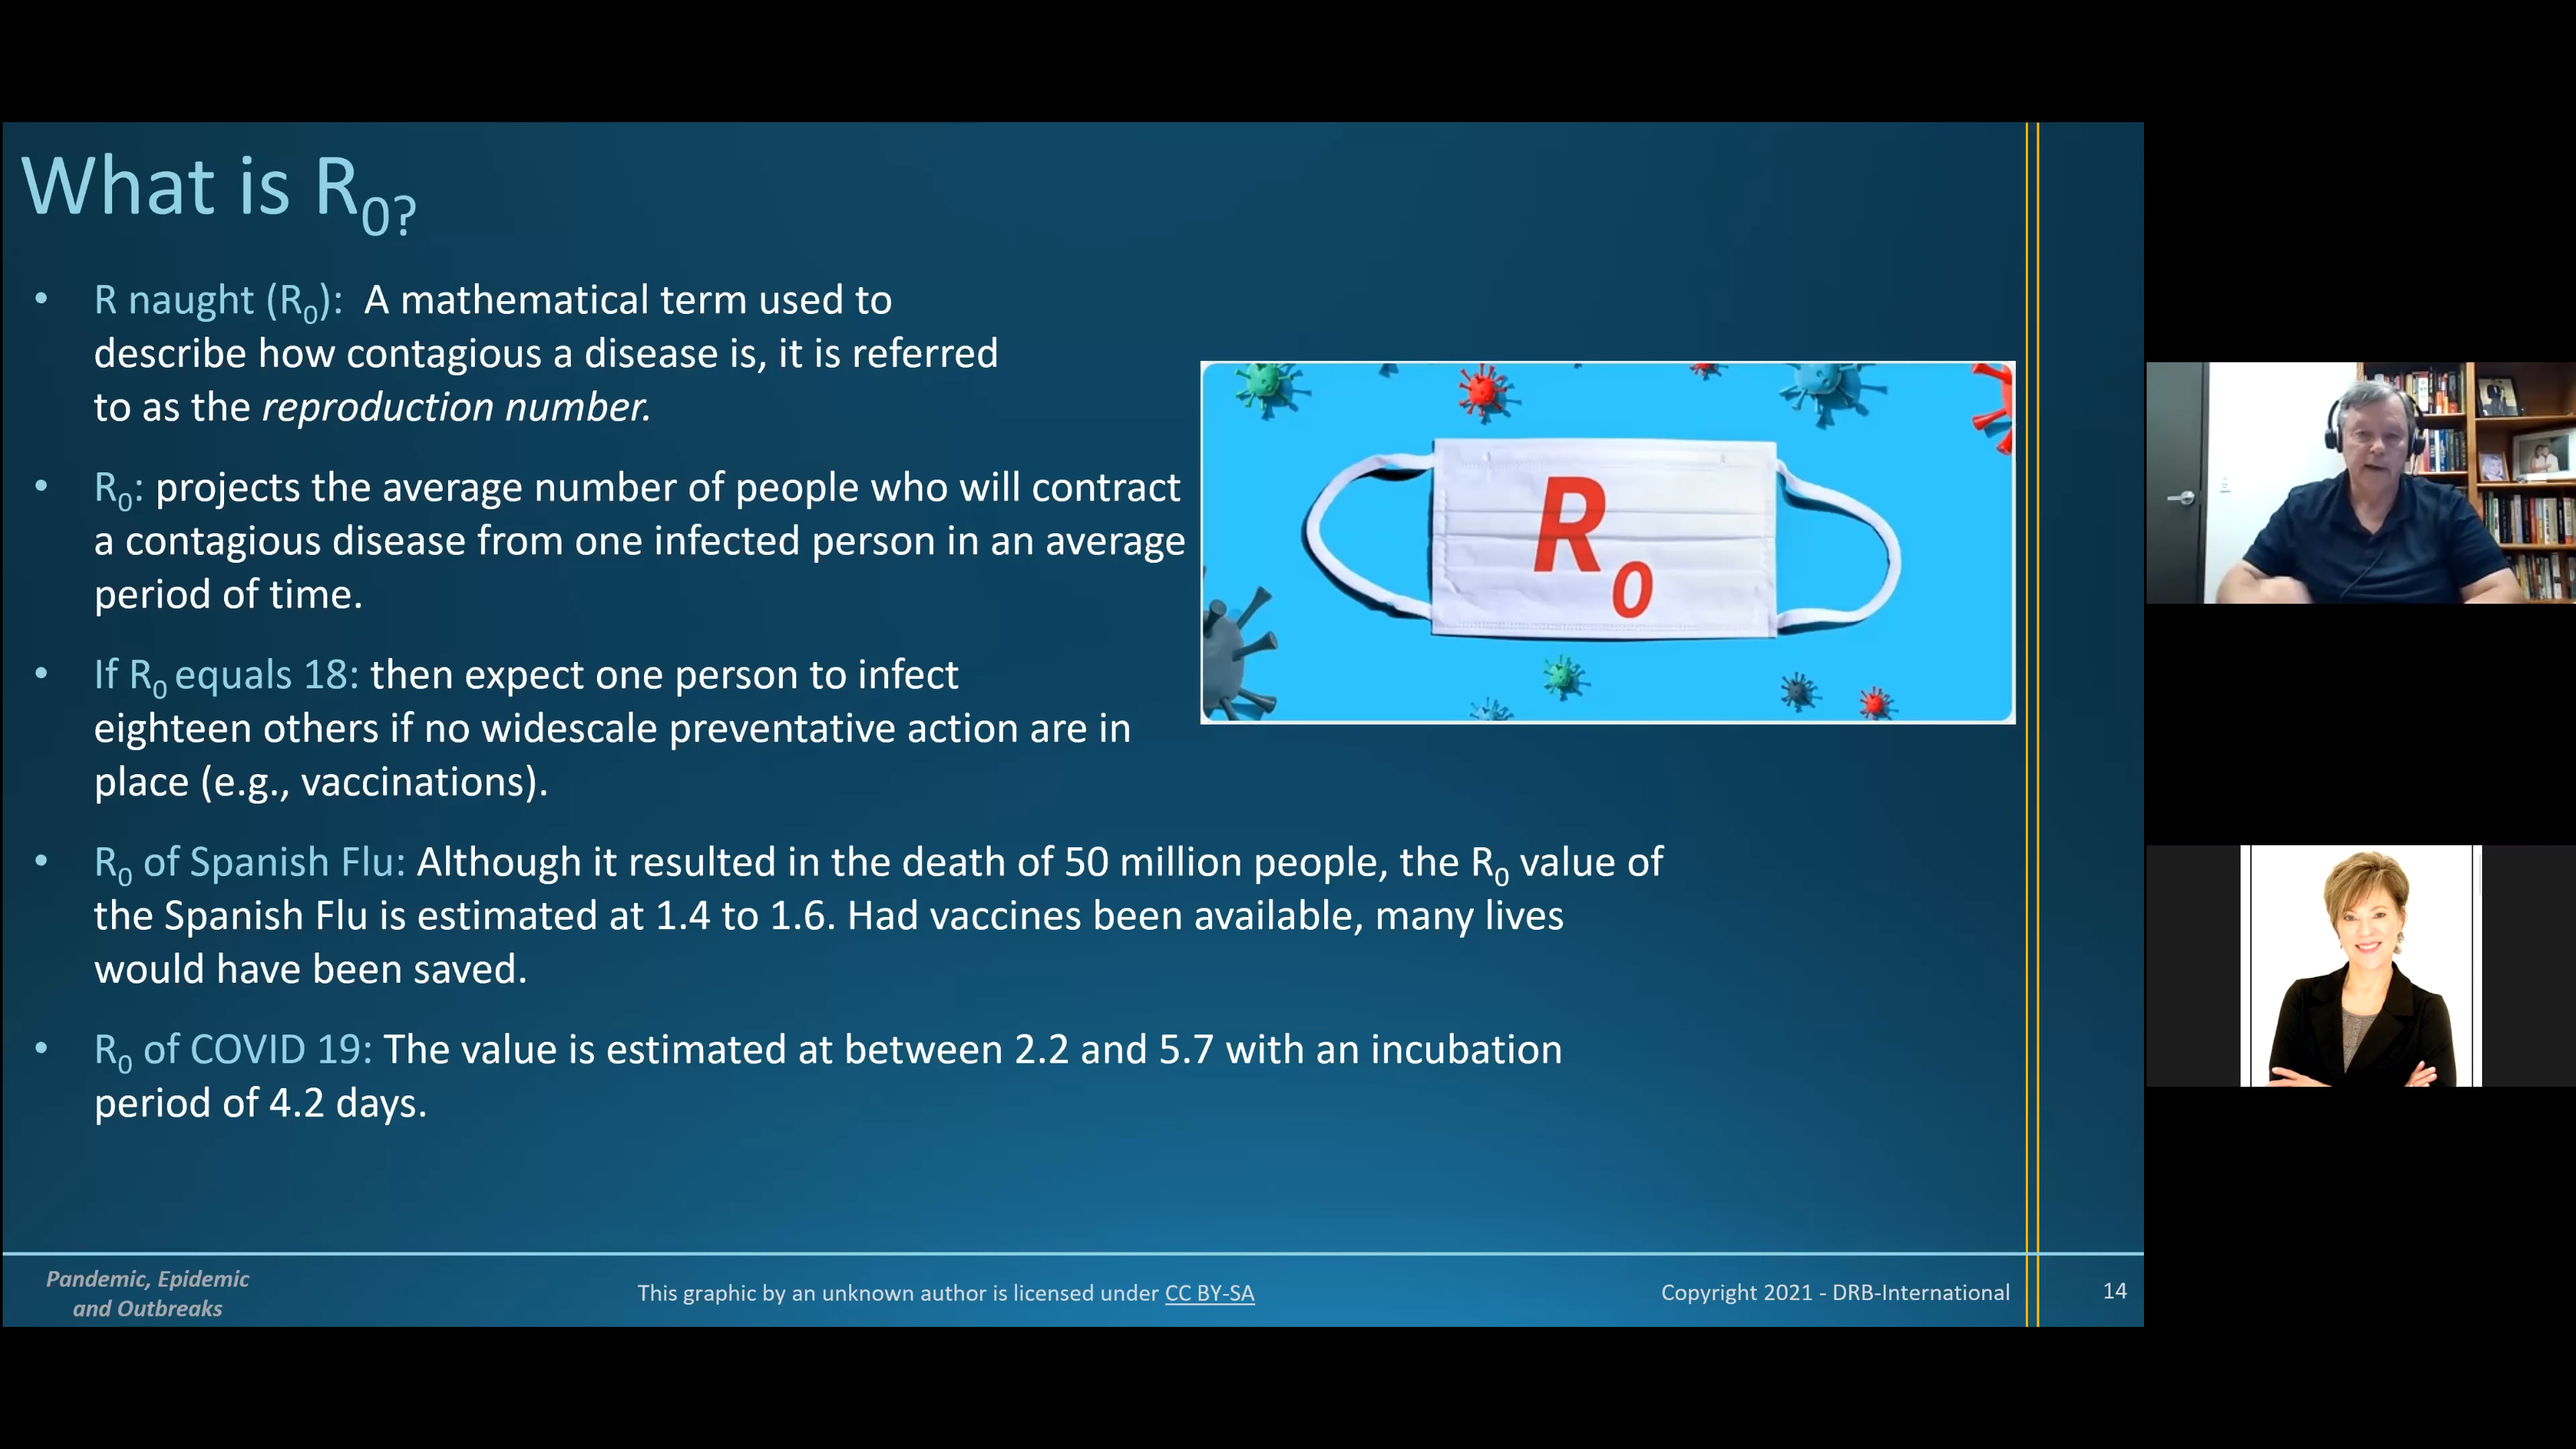 What is R₀?
• R naught (R₀): A mathematical term used to
describe how contagious a disease is, it is referred
to as the reproduction number.
• R₀: projects the average number of people who will contract
a contagious disease from one infected person in an average
period of time.
• If R₀ equals 18: then expect one person to infect
eighteen others if no widescale preventative action are in
place (e.g., vaccinations).
• R₀ of Spanish Flu: Although it resulted in the death of 50 million people, the R₀ value of
the Spanish Flu is estimated at 1.4 to 1.6. Had vaccines been available, many lives
would have been saved.
• R₀ of COVID 19: The value is estimated at between 2.2 and 5.7 with an incubation
period of 4.2 days.
R₀
Pandemic, Epidemic
and Outbreaks
This graphic by an unknown author is licensed under CC BY-SA
Copyright 2021 - DRB-International
14